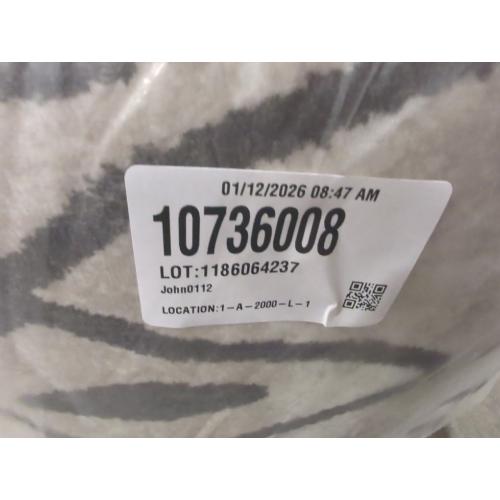 01/12/2026 08:47 AM
10736008
LOT:1186064237
John0112
LOCATION:1-A-2000-L-1